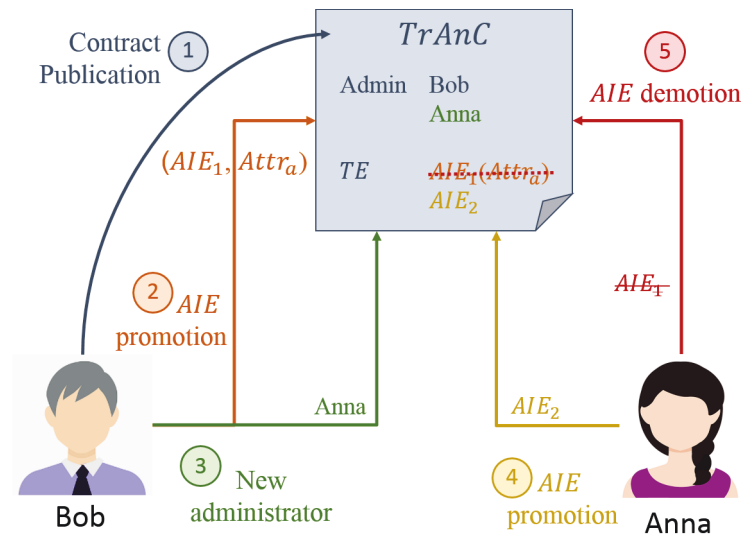 Contract
Publication
1
TrAnC
Admin Bob
Anna
TE AIE₁(Attrₐ)
AIE₂
5
AIE demotion
(AIE₁, Attrₐ)
2
AIE
promotion
AIE₁
Anna
AIE₂
3
New
administrator
4
AIE
promotion
Bob
Anna